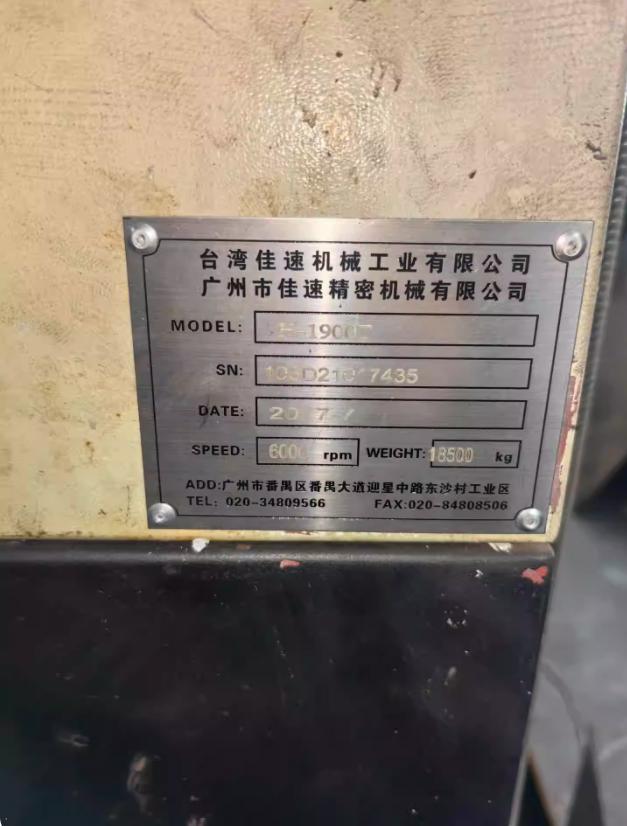 台湾佳速机械工业有限公司
广州市佳速精密机械有限公司
MODEL:
SN:
DATE:
SPEED: 6000 rpm WEIGHT: 18500 kg
ADD:广州市番禺区番禺大道迎星中路东沙村工业区
TEL: 020-34809566 FAX:020-84808506